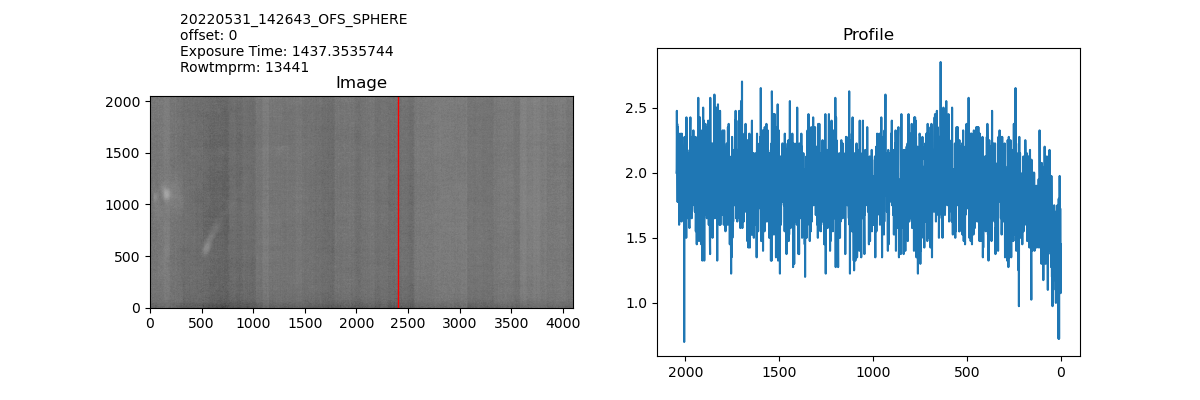 20220531_142643_OFS_SPHERE
offset: 0
Exposure Time: 1437.3535744
Rowtmprm: 13441
Image
2000
1500
1000
500
0
0 500 1000 1500 2000 2500 3000 3500 4000
Profile
2.5
2.0
1.5
1.0
2000 1500 1000 500 0